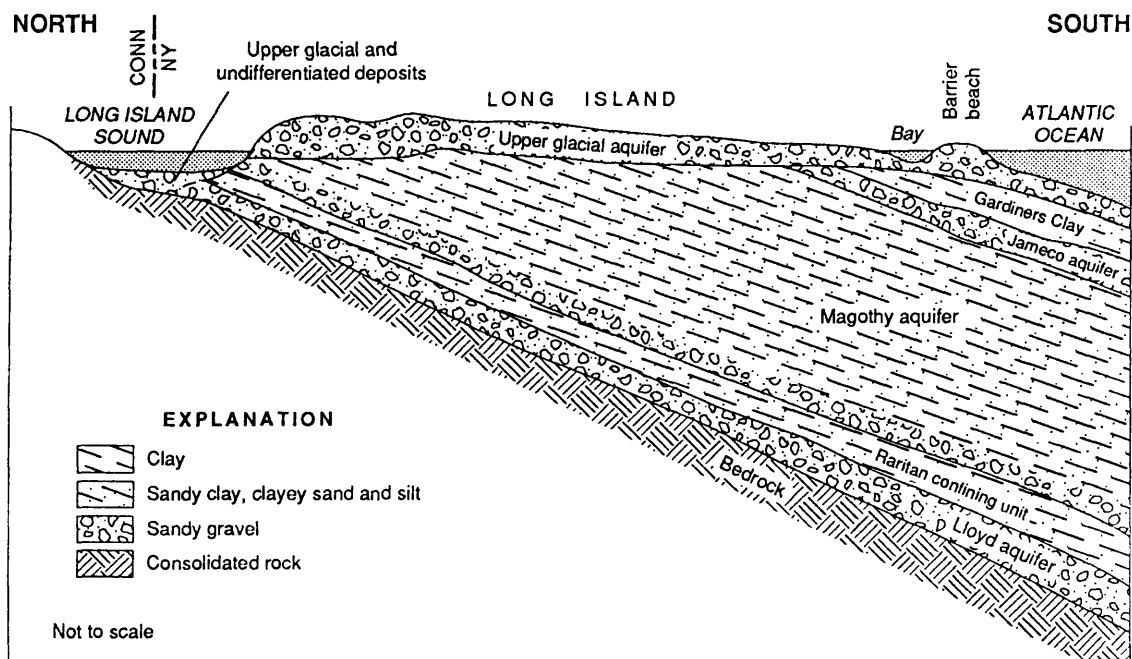 NORTH
SOUTH
CONN
NY
Upper glacial and
undifferentiated deposits
LONG ISLAND
SOUND
LONG ISLAND
Barrier
beach
Bay
ATLANTIC
OCEAN
Upper glacial aquifer
Gardiners Clay
Jameco aquifer
Magothy aquifer
Raritan confining unit
Lloyd aquifer
Bedrock
EXPLANATION
Clay
Sandy clay, clayey sand and silt
Sandy gravel
Consolidated rock
Not to scale